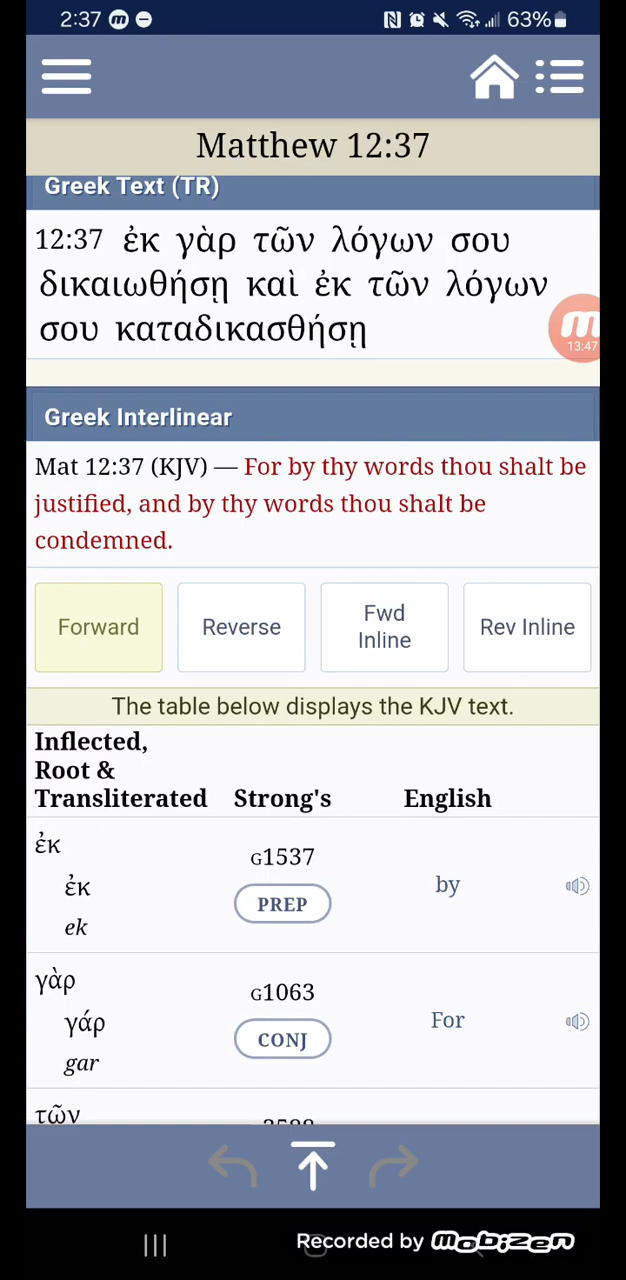 2:37 63%
Matthew 12:37
Greek Text (TR)
12:37 ἐκ γὰρ τῶν λόγων σου
δικαιωθήσῃ καὶ ἐκ τῶν λόγων
σου καταδικασθήσῃ
13:47
Greek Interlinear
Mat 12:37 (KJV) — For by thy words thou shalt be
justified, and by thy words thou shalt be
condemned.
Forward Reverse Fwd Inline Rev Inline
The table below displays the KJV text.
Inflected,
Root &
Transliterated Strong's English
ἐκ
G1537
ἐκ
by
PREP
ek
γὰρ
G1063
γάρ
For
CONJ
gar
τῶν
Recorded by Mobizen